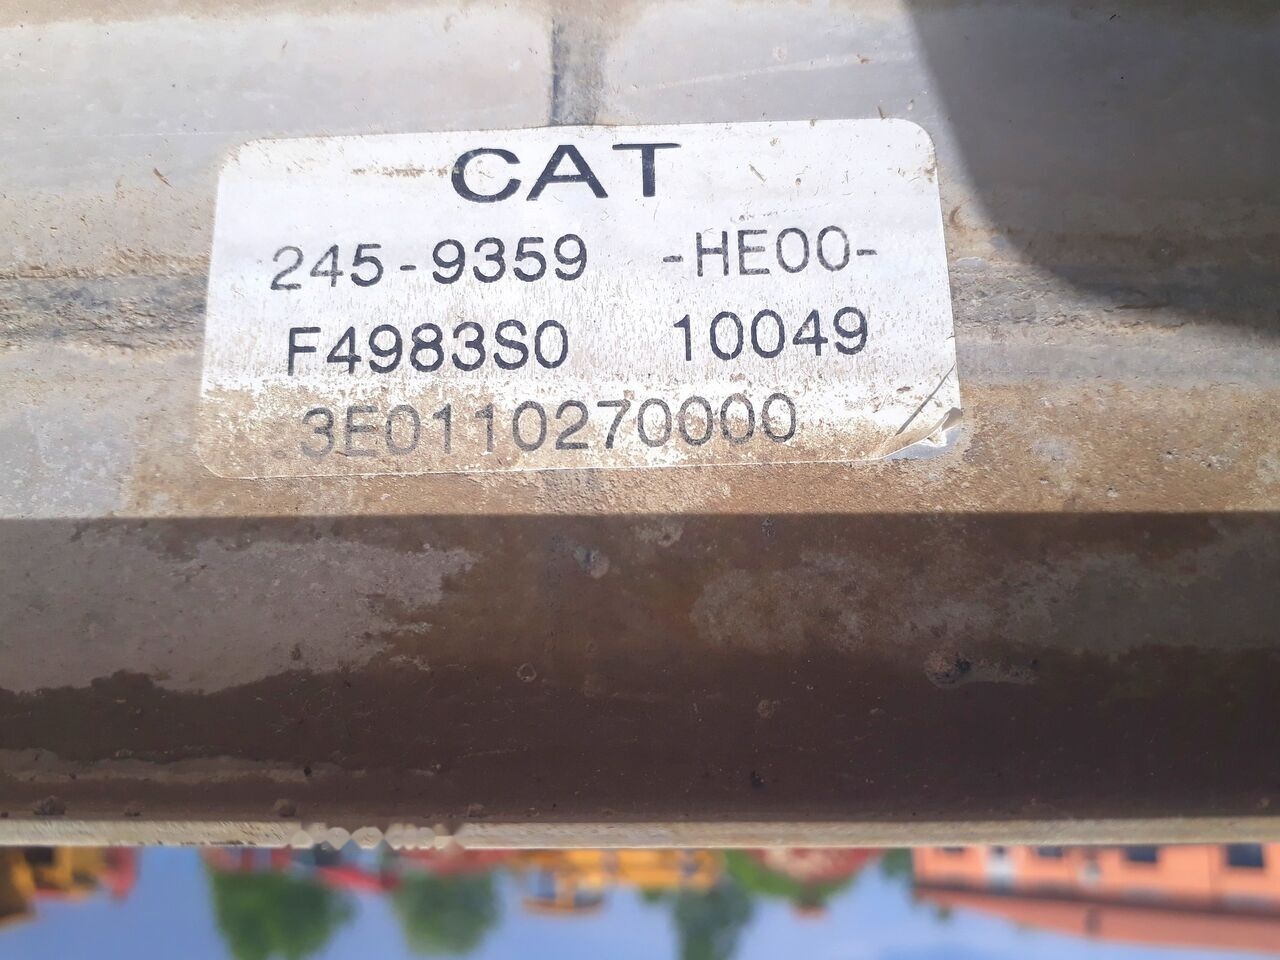 CAT
245-9359 -HE00-
F4983S0 10049
3E0110270000